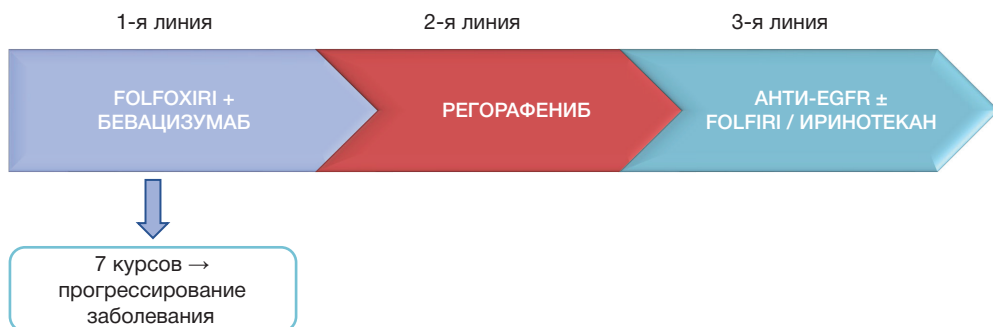 1-я линия
2-я линия
3-я линия
FOLFOXIRI +
БЕВАЦИЗУМАБ
РЕГОРАФЕНИБ
АНТИ-EGFR ±
FOLFIRI / ИРИНОТЕКАН
7 курсов →
прогрессирование
заболевания